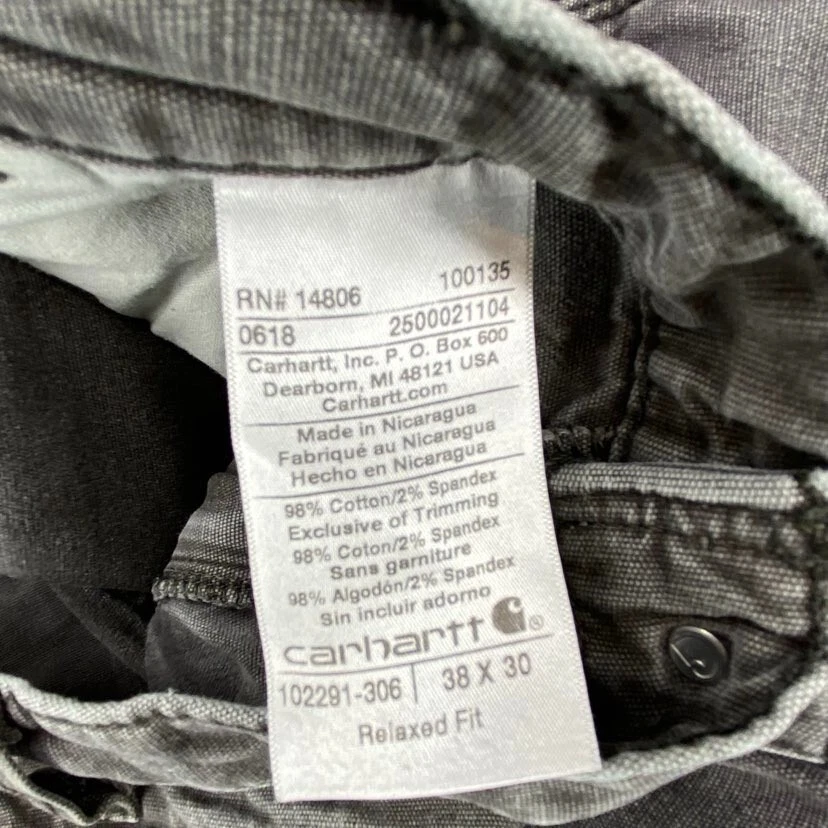 RN# 14806 100135
0618 2500021104
Carhartt, Inc. P. O. Box 600
Dearborn, MI 48121 USA
Carhartt.com
Made in Nicaragua
Fabriqué au Nicaragua
Hecho en Nicaragua
98% Cotton/2% Spandex
Exclusive of Trimming
98% Coton/2% Spandex
Sans garniture
98% Algodón/2% Spandex
Sin incluir adorno
carhartt ®
102291-306 | 38 X 30
Relaxed Fit